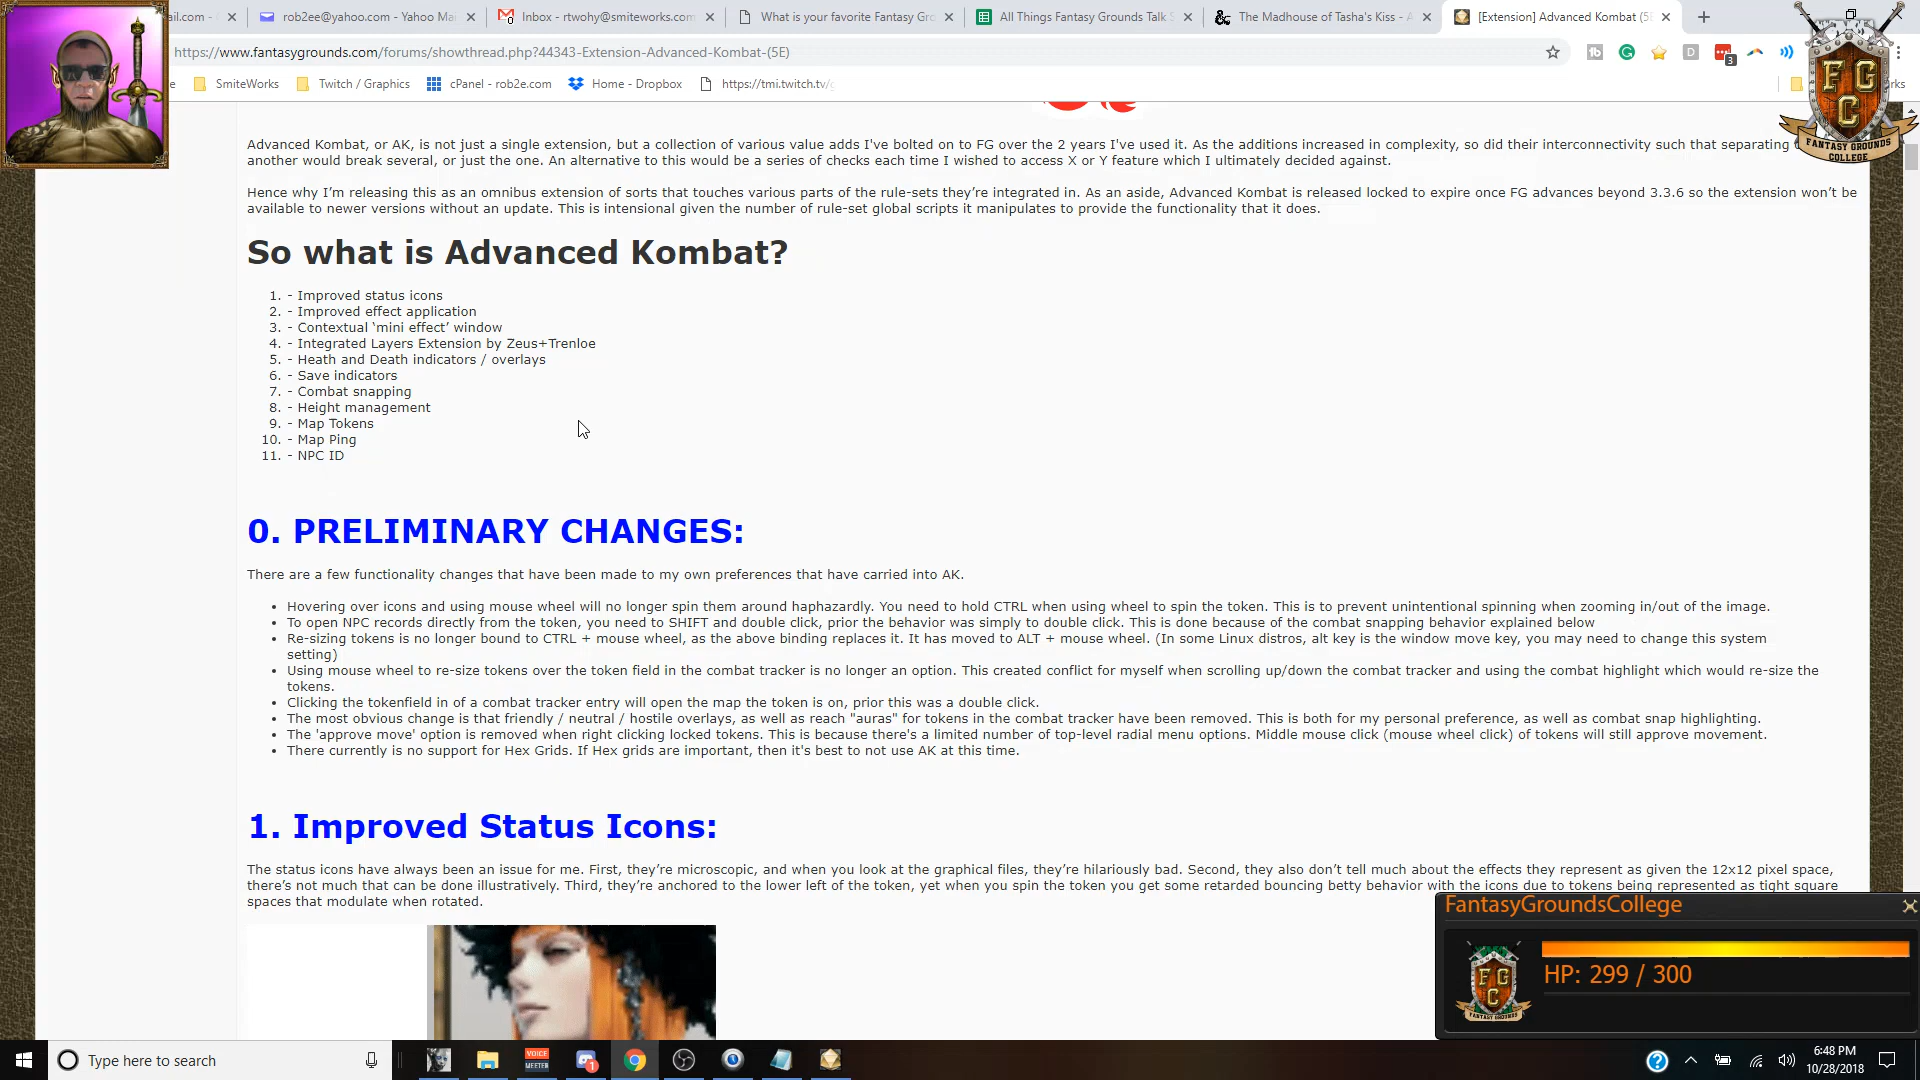 ail.com - ×
rob2ee@yahoo.com - Yahoo Ma ×
Inbox - rtwohy@smiteworks.com ×
What is your favorite Fantasy Gro ×
All Things Fantasy Grounds Talk S ×
The Madhouse of Tasha's Kiss - A ×
[Extension] Advanced Kombat (5E ×
https://www.fantasygrounds.com/forums/showthread.php?44343-Extension-Advanced-Kombat-(5E)
SmiteWorks
Twitch / Graphics
cPanel - rob2e.com
Home - Dropbox
https://tmi.twitch.tv/g
FGC
FANTASY GROUNDS
COLLEGE
Advanced Kombat, or AK, is not just a single extension, but a collection of various value adds I've bolted on to FG over the 2 years I've used it. As the additions increased in complexity, so did their interconnectivity such that separating
another would break several, or just the one. An alternative to this would be a series of checks each time I wished to access X or Y feature which I ultimately decided against.
Hence why I'm releasing this as an omnibus extension of sorts that touches various parts of the rule-sets they're integrated in. As an aside, Advanced Kombat is released locked to expire once FG advances beyond 3.3.6 so the extension won't be
available to newer versions without an update. This is intensional given the number of rule-set global scripts it manipulates to provide the functionality that it does.
So what is Advanced Kombat?
1. - Improved status icons
2. - Improved effect application
3. - Contextual ‘mini effect’ window
4. - Integrated Layers Extension by Zeus+Trenloe
5. - Heath and Death indicators / overlays
6. - Save indicators
7. - Combat snapping
8. - Height management
9. - Map Tokens
10. - Map Ping
11. - NPC ID
0. PRELIMINARY CHANGES:
There are a few functionality changes that have been made to my own preferences that have carried into AK.
• Hovering over icons and using mouse wheel will no longer spin them around haphazardly. You need to hold CTRL when using wheel to spin the token. This is to prevent unintentional spinning when zooming in/out of the image.
• To open NPC records directly from the token, you need to SHIFT and double click, prior the behavior was simply to double click. This is done because of the combat snapping behavior explained below
• Re-sizing tokens is no longer bound to CTRL + mouse wheel, as the above binding replaces it. It has moved to ALT + mouse wheel. (In some Linux distros, alt key is the window move key, you may need to change this system
setting)
• Using mouse wheel to re-size tokens over the token field in the combat tracker is no longer an option. This created conflict for myself when scrolling up/down the combat tracker and using the combat highlight which would re-size the
tokens.
• Clicking the tokenfield in of a combat tracker entry will open the map the token is on, prior this was a double click.
• The most obvious change is that friendly / neutral / hostile overlays, as well as reach "auras" for tokens in the combat tracker have been removed. This is both for my personal preference, as well as combat snap highlighting.
• The 'approve move' option is removed when right clicking locked tokens. This is because there's a limited number of top-level radial menu options. Middle mouse click (mouse wheel click) of tokens will still approve movement.
• There currently is no support for Hex Grids. If Hex grids are important, then it's best to not use AK at this time.
1. Improved Status Icons:
The status icons have always been an issue for me. First, they're microscopic, and when you look at the graphical files, they're hilariously bad. Second, they also don't tell much about the effects they represent as given the 12x12 pixel space,
there's not much that can be done illustratively. Third, they're anchored to the lower left of the token, yet when you spin the token you get some retarded bouncing betty behavior with the icons due to tokens being represented as tight square
spaces that modulate when rotated.
FantasyGroundsCollege
FGC
HP: 299 / 300
Type here to search
VOICE
MEETER
6:48 PM
10/28/2018